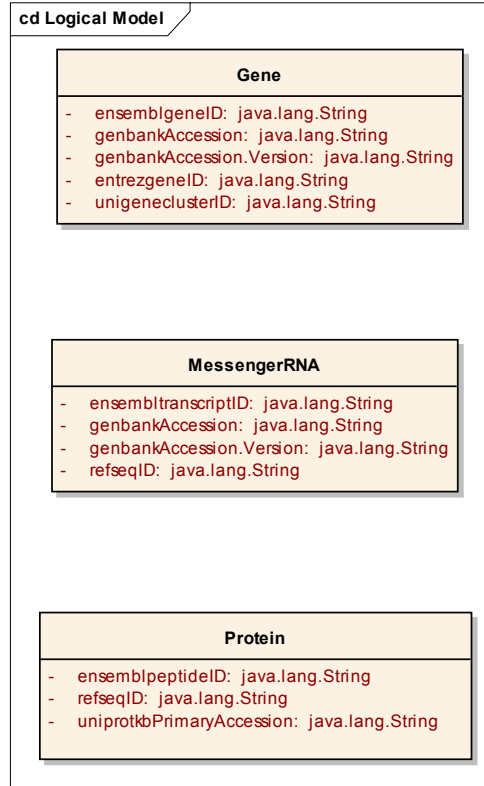 cd Logical Model
Gene
- ensemblgeneID: java.lang.String
- genbankAccession: java.lang.String
- genbankAccession.Version: java.lang.String
- entrezgeneID: java.lang.String
- unigeneclusterID: java.lang.String
MessengerRNA
- ensembltranscriptID: java.lang.String
- genbankAccession: java.lang.String
- genbankAccession.Version: java.lang.String
- refseqID: java.lang.String
Protein
- ensemblpeptideID: java.lang.String
- refseqID: java.lang.String
- uniprotkbPrimaryAccession: java.lang.String